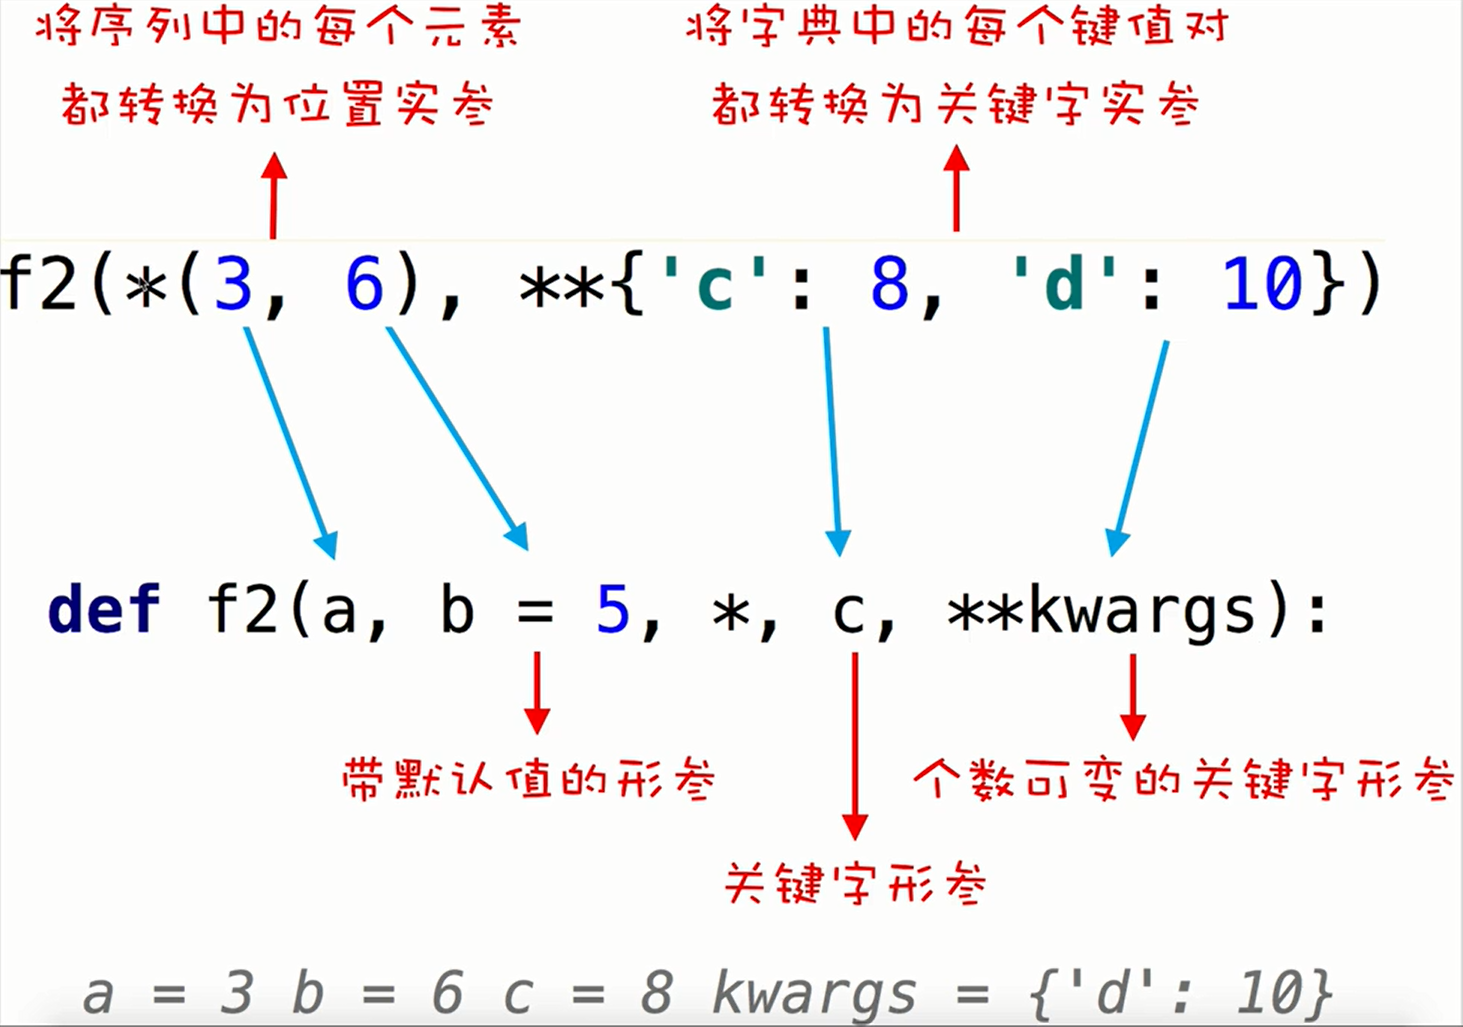 将序列中的每个元素
都转换为位置实参
将字典中的每个键值对
都转换为关键字实参
f2(*(3, 6), **{'c': 8, 'd': 10})
def f2(a, b = 5, *, c, **kwargs):
带默认值的形参
个数可变的关键字形参
关键字形参
a = 3 b = 6 c = 8 kwargs = {'d': 10}